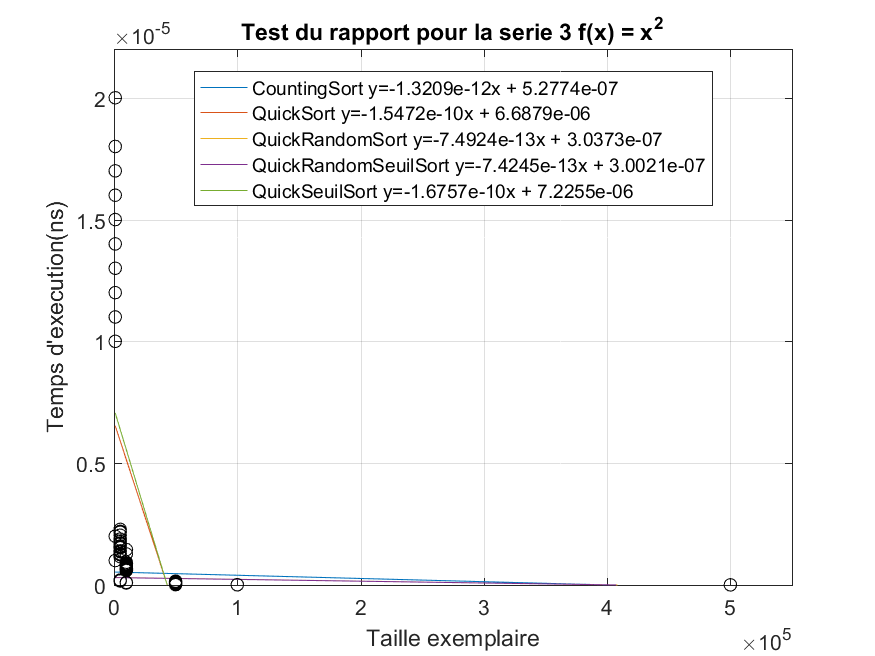 ×10^-5
Test du rapport pour la serie 3 f(x) = x^2
CountingSort y=-1.3209e-12x + 5.2774e-07
QuickSort y=-1.5472e-10x + 6.6879e-06
QuickRandomSort y=-7.4924e-13x + 3.0373e-07
QuickRandomSeuilSort y=-7.4245e-13x + 3.0021e-07
QuickSeuilSort y=-1.6757e-10x + 7.2255e-06
2
1.5
1
0.5
0
Temps d'execution(ns)
0 1 2 3 4 5
Taille exemplaire
×10^5